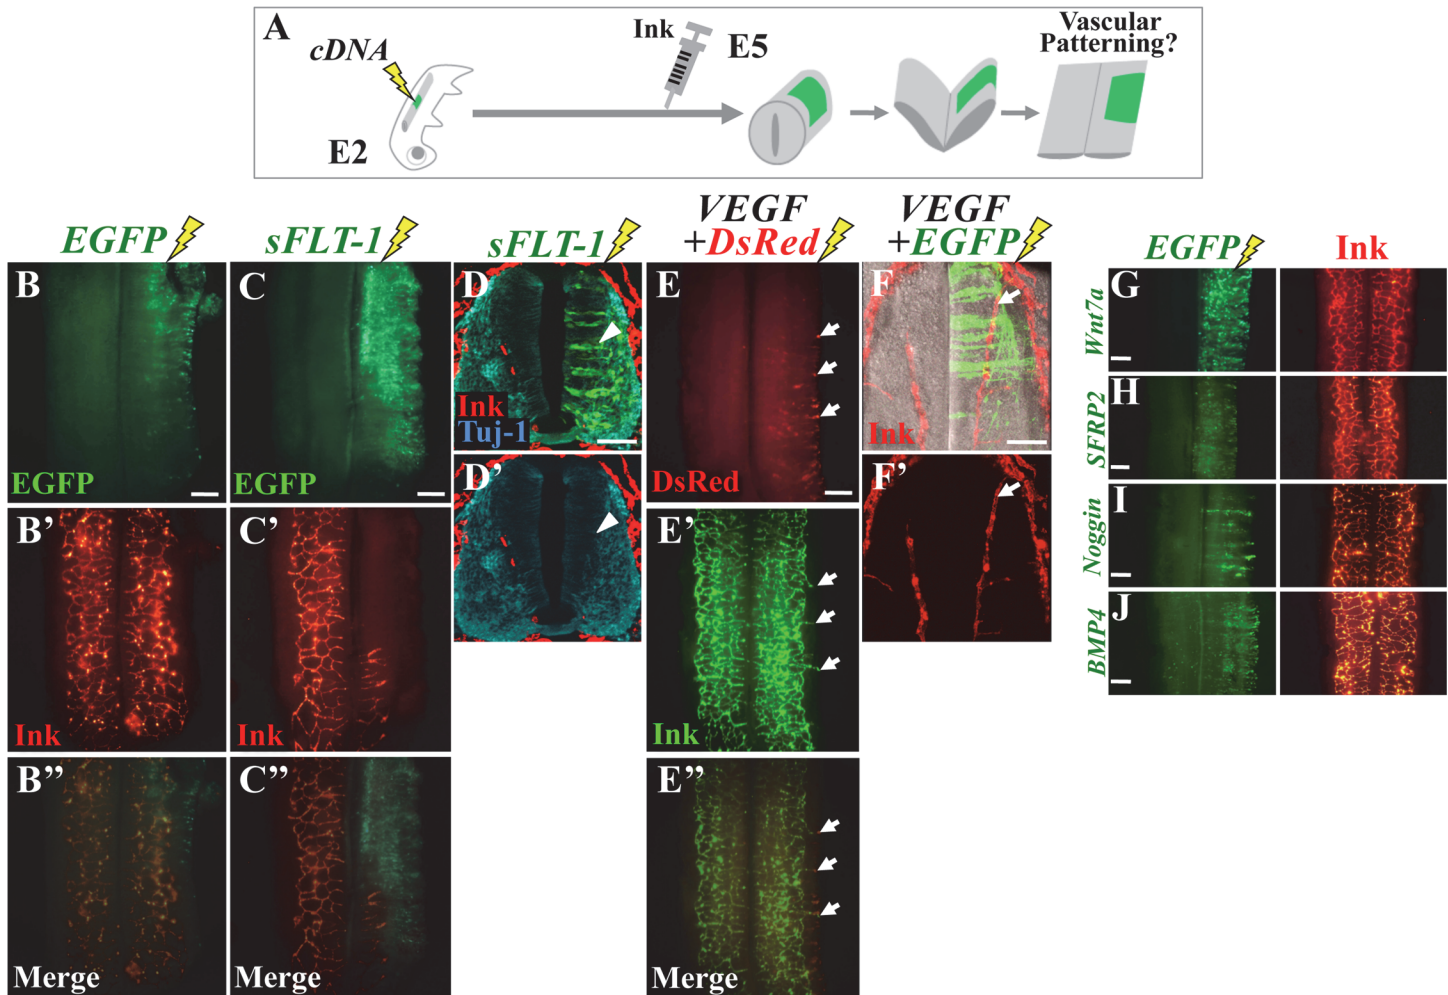 A
cDNA
E2
Ink
E5
Vascular
Patterning?
EGFP
sFLT-1
sFLT-1
VEGF
+DsRed
VEGF
+EGFP
EGFP
Ink
B
EGFP
C
EGFP
D
Ink
Tuj-1
E
DsRed
F
Ink
G
Wnt7a
H
SFRP2
I
Noggin
J
BMP4
D’
F’
B’
Ink
C’
Ink
E’
Ink
B”
Merge
C”
Merge
E”
Merge